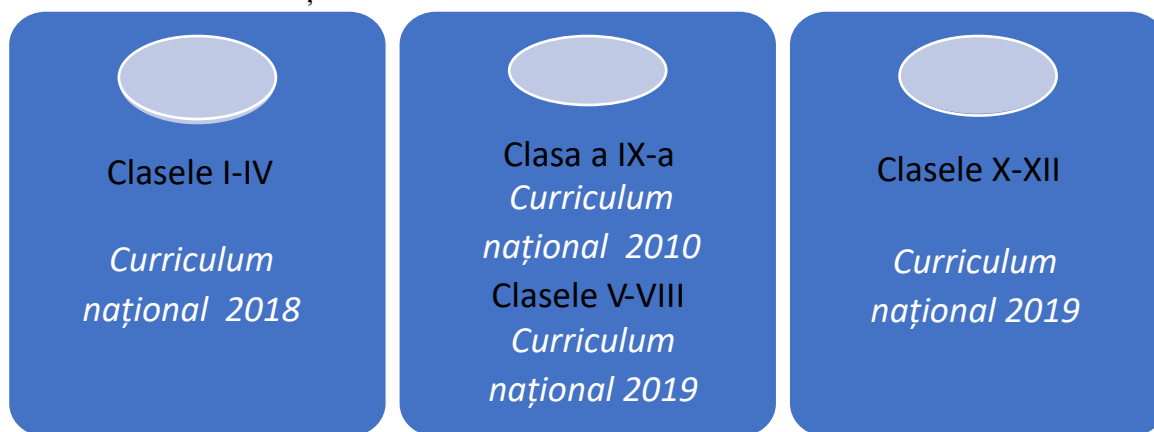 Clasele I-IV
Curriculum
național 2018
Clasa a IX-a
Curriculum
național 2010
Clasele V-VIII
Curriculum
național 2019
Clasele X-XII
Curriculum
național 2019